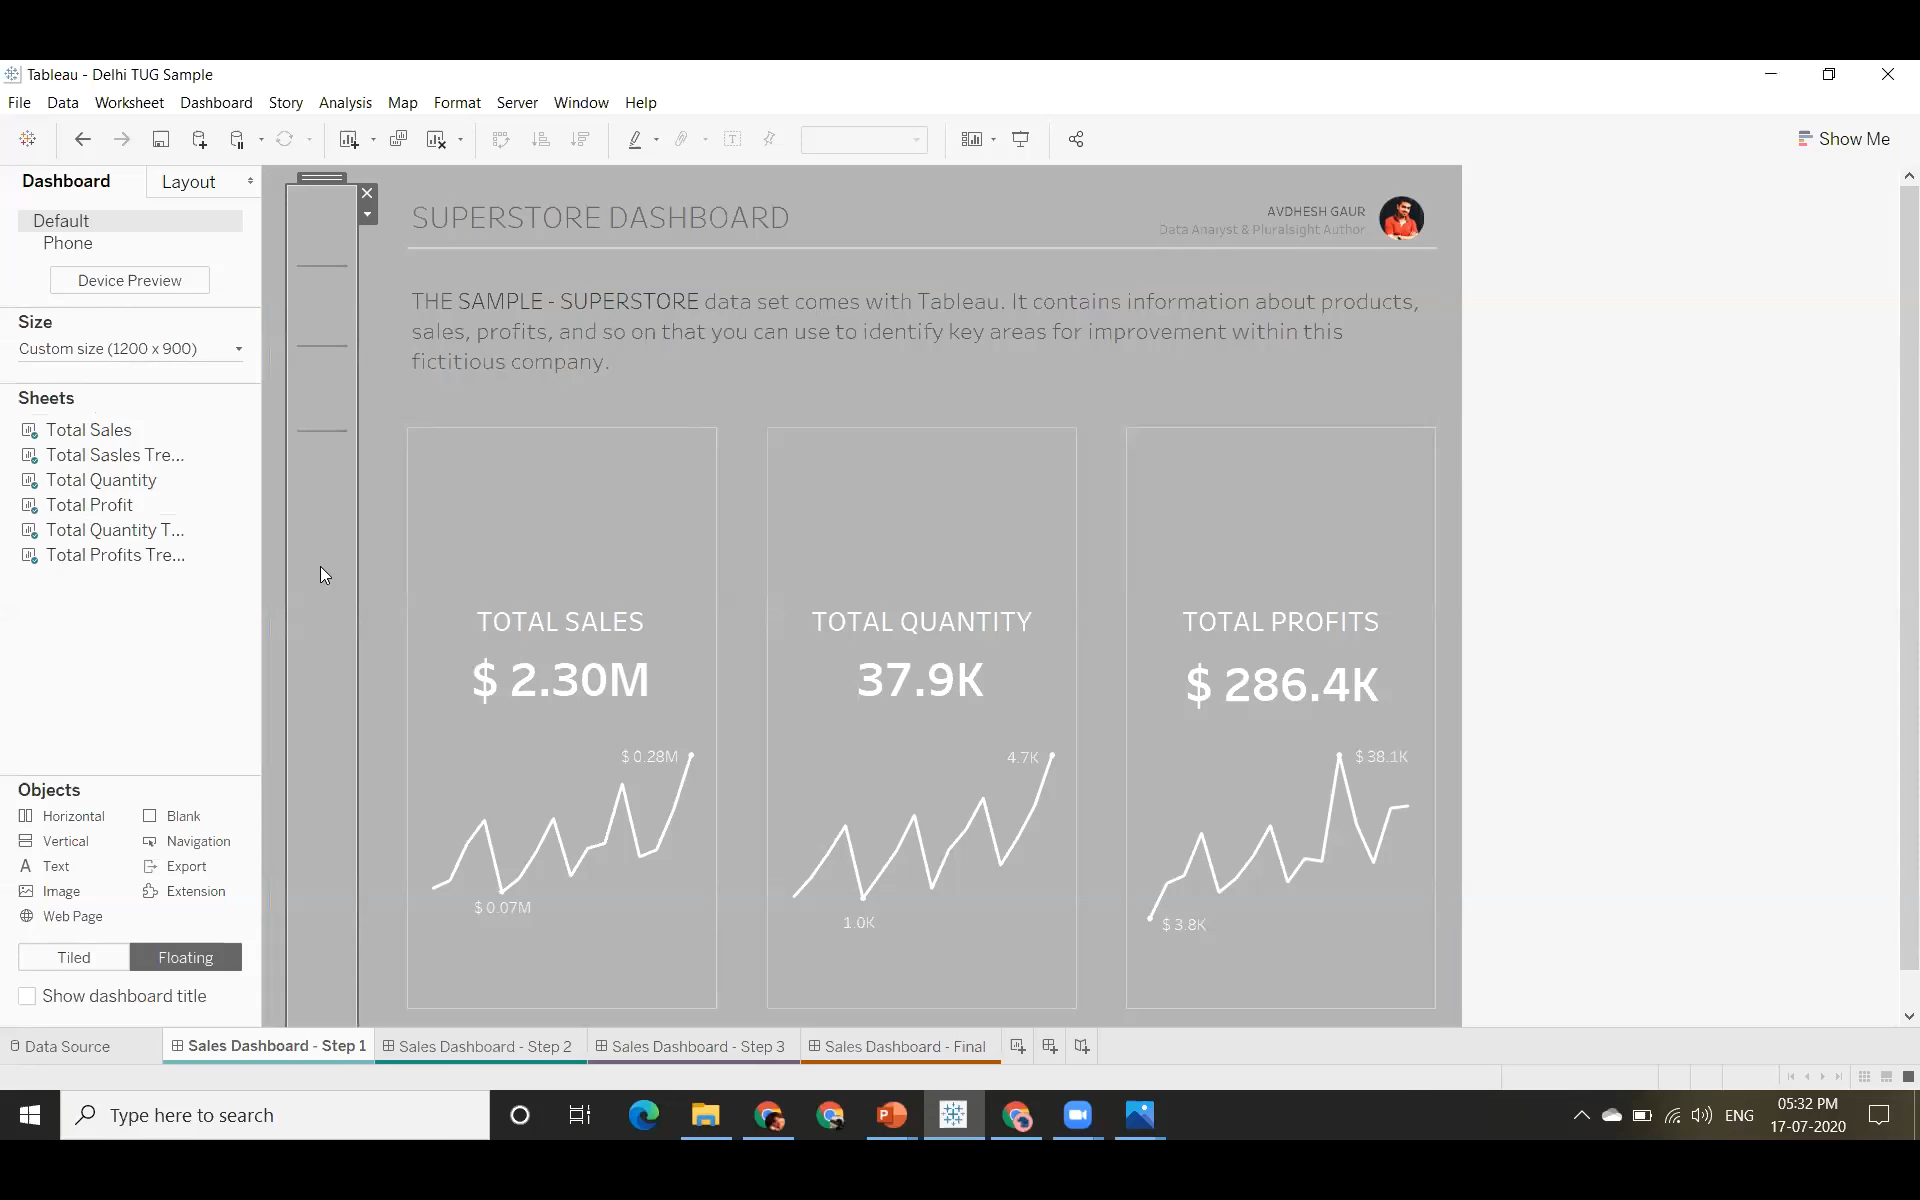 Tableau - Delhi TUG Sample
File Data Worksheet Dashboard Story Analysis Map Format Server Window Help
Show Me
Dashboard Layout
Default
Phone
Device Preview
Size
Custom size (1200 x 900)
Sheets
Total Sales
Total Sasles Tre...
Total Quantity
Total Profit
Total Quantity T...
Total Profits Tre...
Objects
Horizontal Blank
Vertical Navigation
Text Export
Image Extension
Web Page
Tiled Floating
Show dashboard title
SUPERSTORE DASHBOARD
AVDHESH GAUR
Data Analyst & Pluralsight Author
THE SAMPLE - SUPERSTORE data set comes with Tableau. It contains information about products,
sales, profits, and so on that you can use to identify key areas for improvement within this
fictitious company.
TOTAL SALES
$ 2.30M
$ 0.28M
$ 0.07M
TOTAL QUANTITY
37.9K
4.7K
1.0K
TOTAL PROFITS
$ 286.4K
$ 38.1K
$ 3.8K
Data Source Sales Dashboard - Step 1 Sales Dashboard - Step 2 Sales Dashboard - Step 3 Sales Dashboard - Final
Type here to search
ENG
05:32 PM
17-07-2020